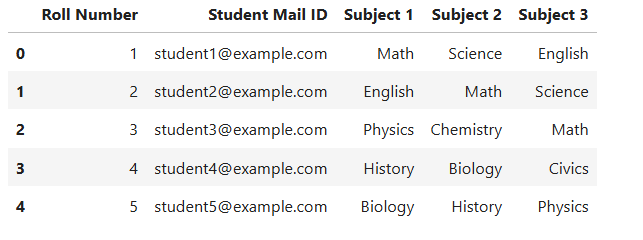 Roll Number Student Mail ID Subject 1 Subject 2 Subject 3
0 1 student1@example.com Math Science English
1 2 student2@example.com English Math Science
2 3 student3@example.com Physics Chemistry Math
3 4 student4@example.com History Biology Civics
4 5 student5@example.com Biology History Physics